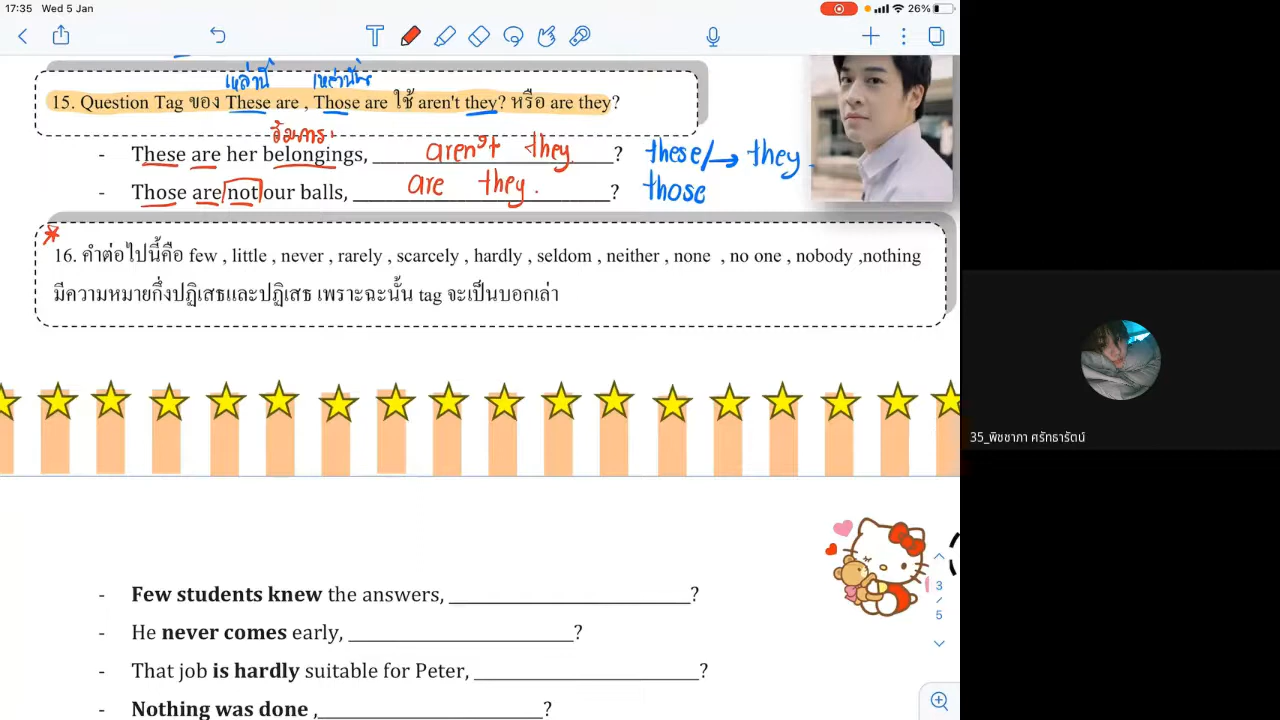 17:35 Wed 5 Jan 26%
เหล่านี้ เหล่านั้น
15. Question Tag ของ These are , Those are ใช้ aren't they? หรือ are they?
- These are her belongings, aren't they ?
these/ → they
- Those are not our balls, are they. ?
those
16. คำต่อไปนี้คือ few , little , never , rarely , scarcely , hardly , seldom , neither , none , no one , nobody ,nothing
มีความหมายกึ่งปฏิเสธและปฏิเสธ เพราะฉะนั้น tag จะเป็นบอกเล่า
35_พิชชาภา ศรัทธารัตน์
3/5
- Few students knew the answers, ____________ ?
- He never comes early, ____________ ?
- That job is hardly suitable for Peter, ____________ ?
- Nothing was done ,____________ ?